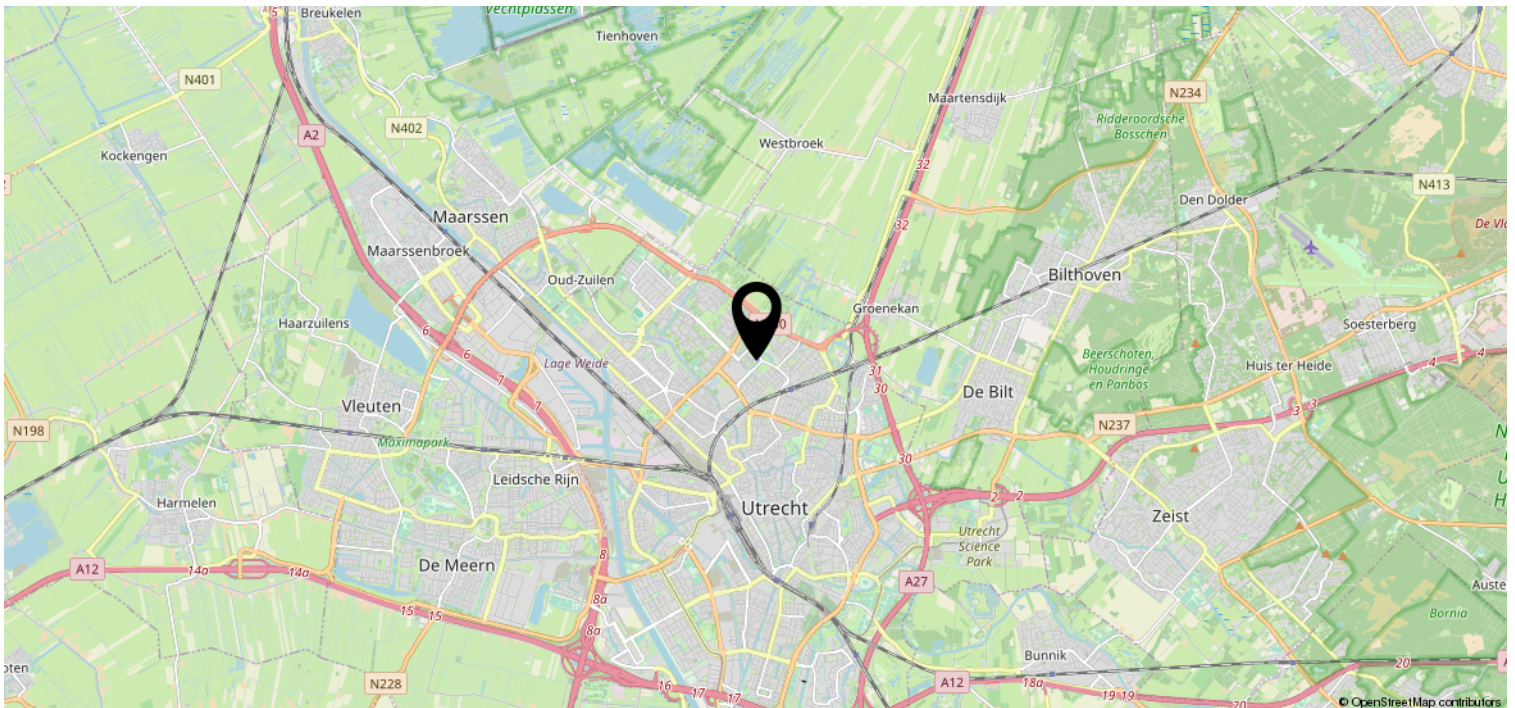 Vechtplassen
Breukelen
5
Tienhoven
N401
Maartensdijk
N234
A2
N402
Ridderoordsche
Bosschen
Westbroek
Kockengen
32
N413
Den Dolder
Maarssen
32
Maarssenbroek
Bilthoven
Oud-Zuilen
Groenekan
Haarzuilens
Soesterberg
6
6
Lage Weide
Beerschoten,
Houdringe
en Panbos
4
4
31
Huis ter Heide
7
30
De Bilt
7
Vleuten
3
3
N198
N237
Maximapark
30
Leidsche Rijn
2
2
Harmelen
Utrecht
Zeist
Utrecht
Science
Park
8
De Meern
A12
14a
14a
A27
8a
15
15
8a
Bornia
Bunnik
20
N228
16
17
17
A12
18a
19
19
20
© OpenStreetMap contributors